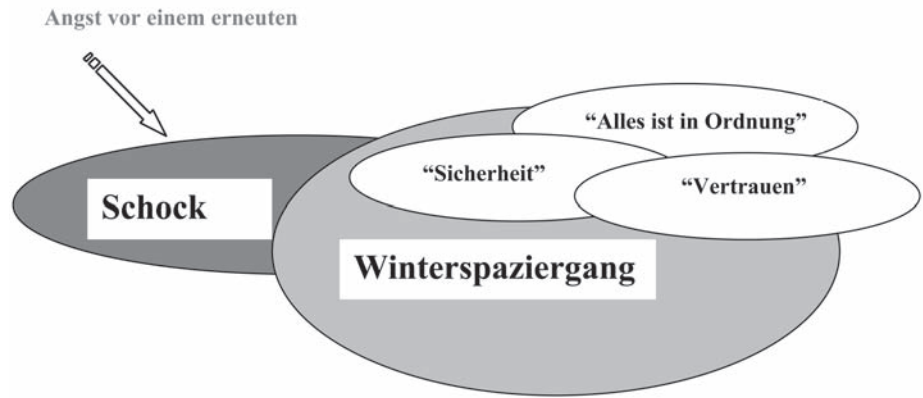 Angst vor einem erneuten
“Alles ist in Ordnung”
“Sicherheit”
“Vertrauen”
Schock
Winterspaziergang